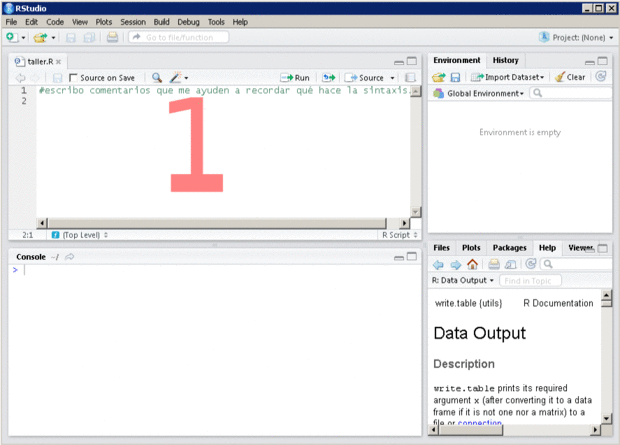 RStudio
File Edit Code View Plots Session Build Debug Tools Help
Go to file/function
Project: (None)
taller.R
Source on Save
Run
Source
1 #escribo comentarios que me ayuden a recordar qué hace la sintaxis.
2
1
2:1 (Top Level) R Script
Console ~/
>
Environment History
Import Dataset Clear
Global Environment
Environment is empty
Files Plots Packages Help Viewer
R: Data Output Find in Topic
write.table {utils} R Documentation
Data Output
Description
write.table prints its required
argument x (after converting it to a data
frame if it is not one nor a matrix) to a
file or connection